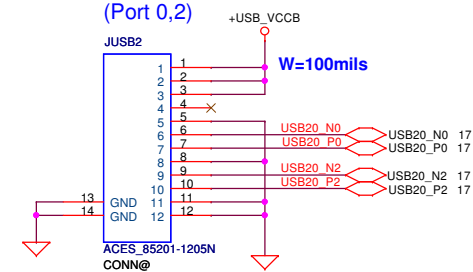 (Port 0,2)
+USB_VCCB
JUSB2
W=100mils
1 1
2 2
3 3
4 4
5 5
6 6 USB20_N0 USB20_N0 17
7 7 USB20_P0 USB20_P0 17
8 8
9 9 USB20_N2 USB20_N2 17
10 10 USB20_P2 USB20_P2 17
13 GND 11 11
14 GND 12 12
ACES_85201-1205N
CONN@